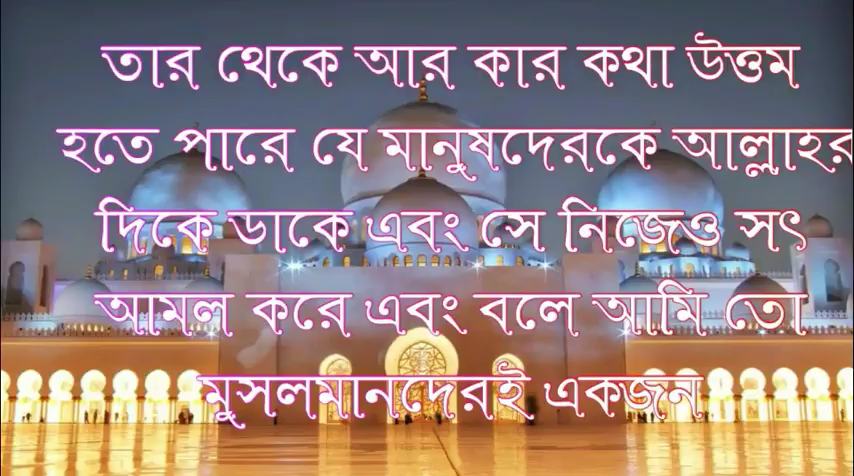 তার থেকে আর কার কথা উত্তম
হতে পারে যে মানুষদেরকে আল্লাহর
দিকে ডাকে এবং সে নিজেও সৎ
আমল করে এবং বলে আমি তো
মুসলমানদেরই একজন